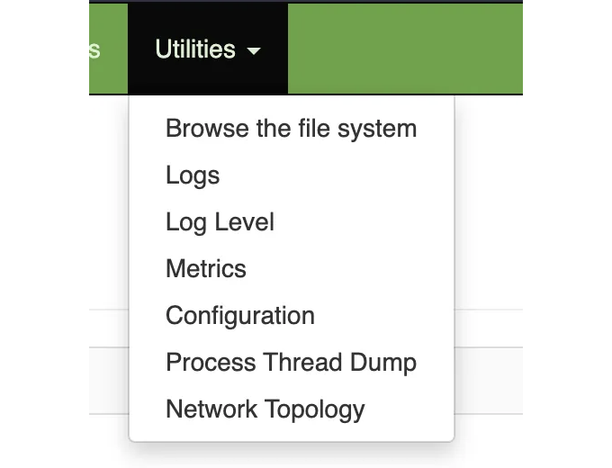 s Utilities
Browse the file system
Logs
Log Level
Metrics
Configuration
Process Thread Dump
Network Topology